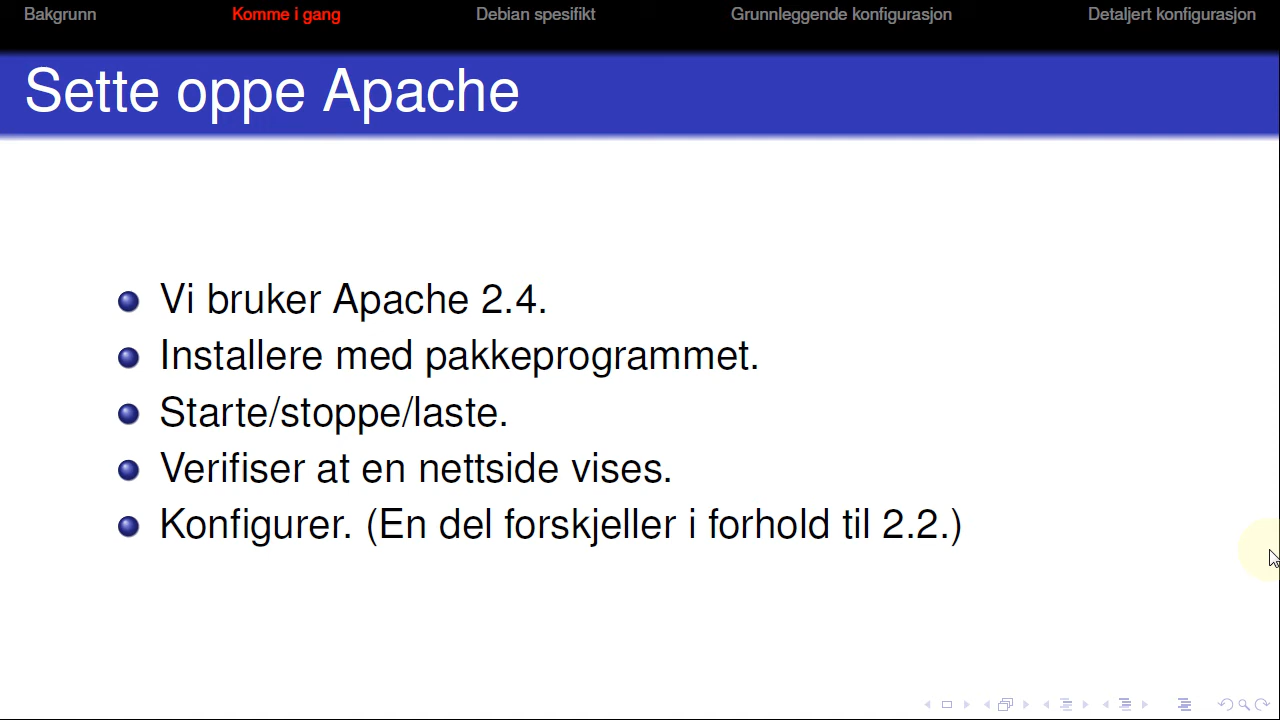 Bakgrunn Komme i gang Debian spesifikt Grunnleggende konfigurasjon Detaljert konfigurasjon
Sette oppe Apache
Vi bruker Apache 2.4.
Installere med pakkeprogrammet.
Starte/stoppe/laste.
Verifiser at en nettside vises.
Konfigurer. (En del forskjeller i forhold til 2.2.)